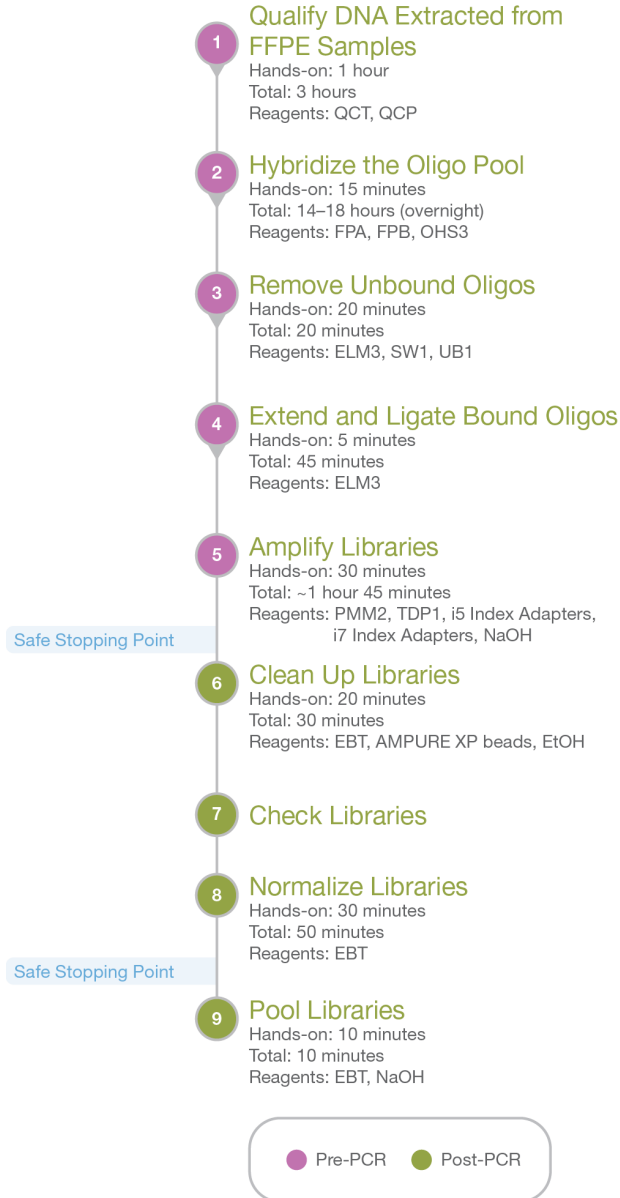 1
Qualify DNA Extracted from
FFPE Samples
Hands-on: 1 hour
Total: 3 hours
Reagents: QCT, QCP
2
Hybridize the Oligo Pool
Hands-on: 15 minutes
Total: 14–18 hours (overnight)
Reagents: FPA, FPB, OHS3
3
Remove Unbound Oligos
Hands-on: 20 minutes
Total: 20 minutes
Reagents: ELM3, SW1, UB1
4
Extend and Ligate Bound Oligos
Hands-on: 5 minutes
Total: 45 minutes
Reagents: ELM3
5
Amplify Libraries
Hands-on: 30 minutes
Total: ~1 hour 45 minutes
Reagents: PMM2, TDP1, i5 Index Adapters,
i7 Index Adapters, NaOH
Safe Stopping Point
6
Clean Up Libraries
Hands-on: 20 minutes
Total: 30 minutes
Reagents: EBT, AMPURE XP beads, EtOH
7
Check Libraries
8
Normalize Libraries
Hands-on: 30 minutes
Total: 50 minutes
Reagents: EBT
Safe Stopping Point
9
Pool Libraries
Hands-on: 10 minutes
Total: 10 minutes
Reagents: EBT, NaOH
Pre-PCR Post-PCR